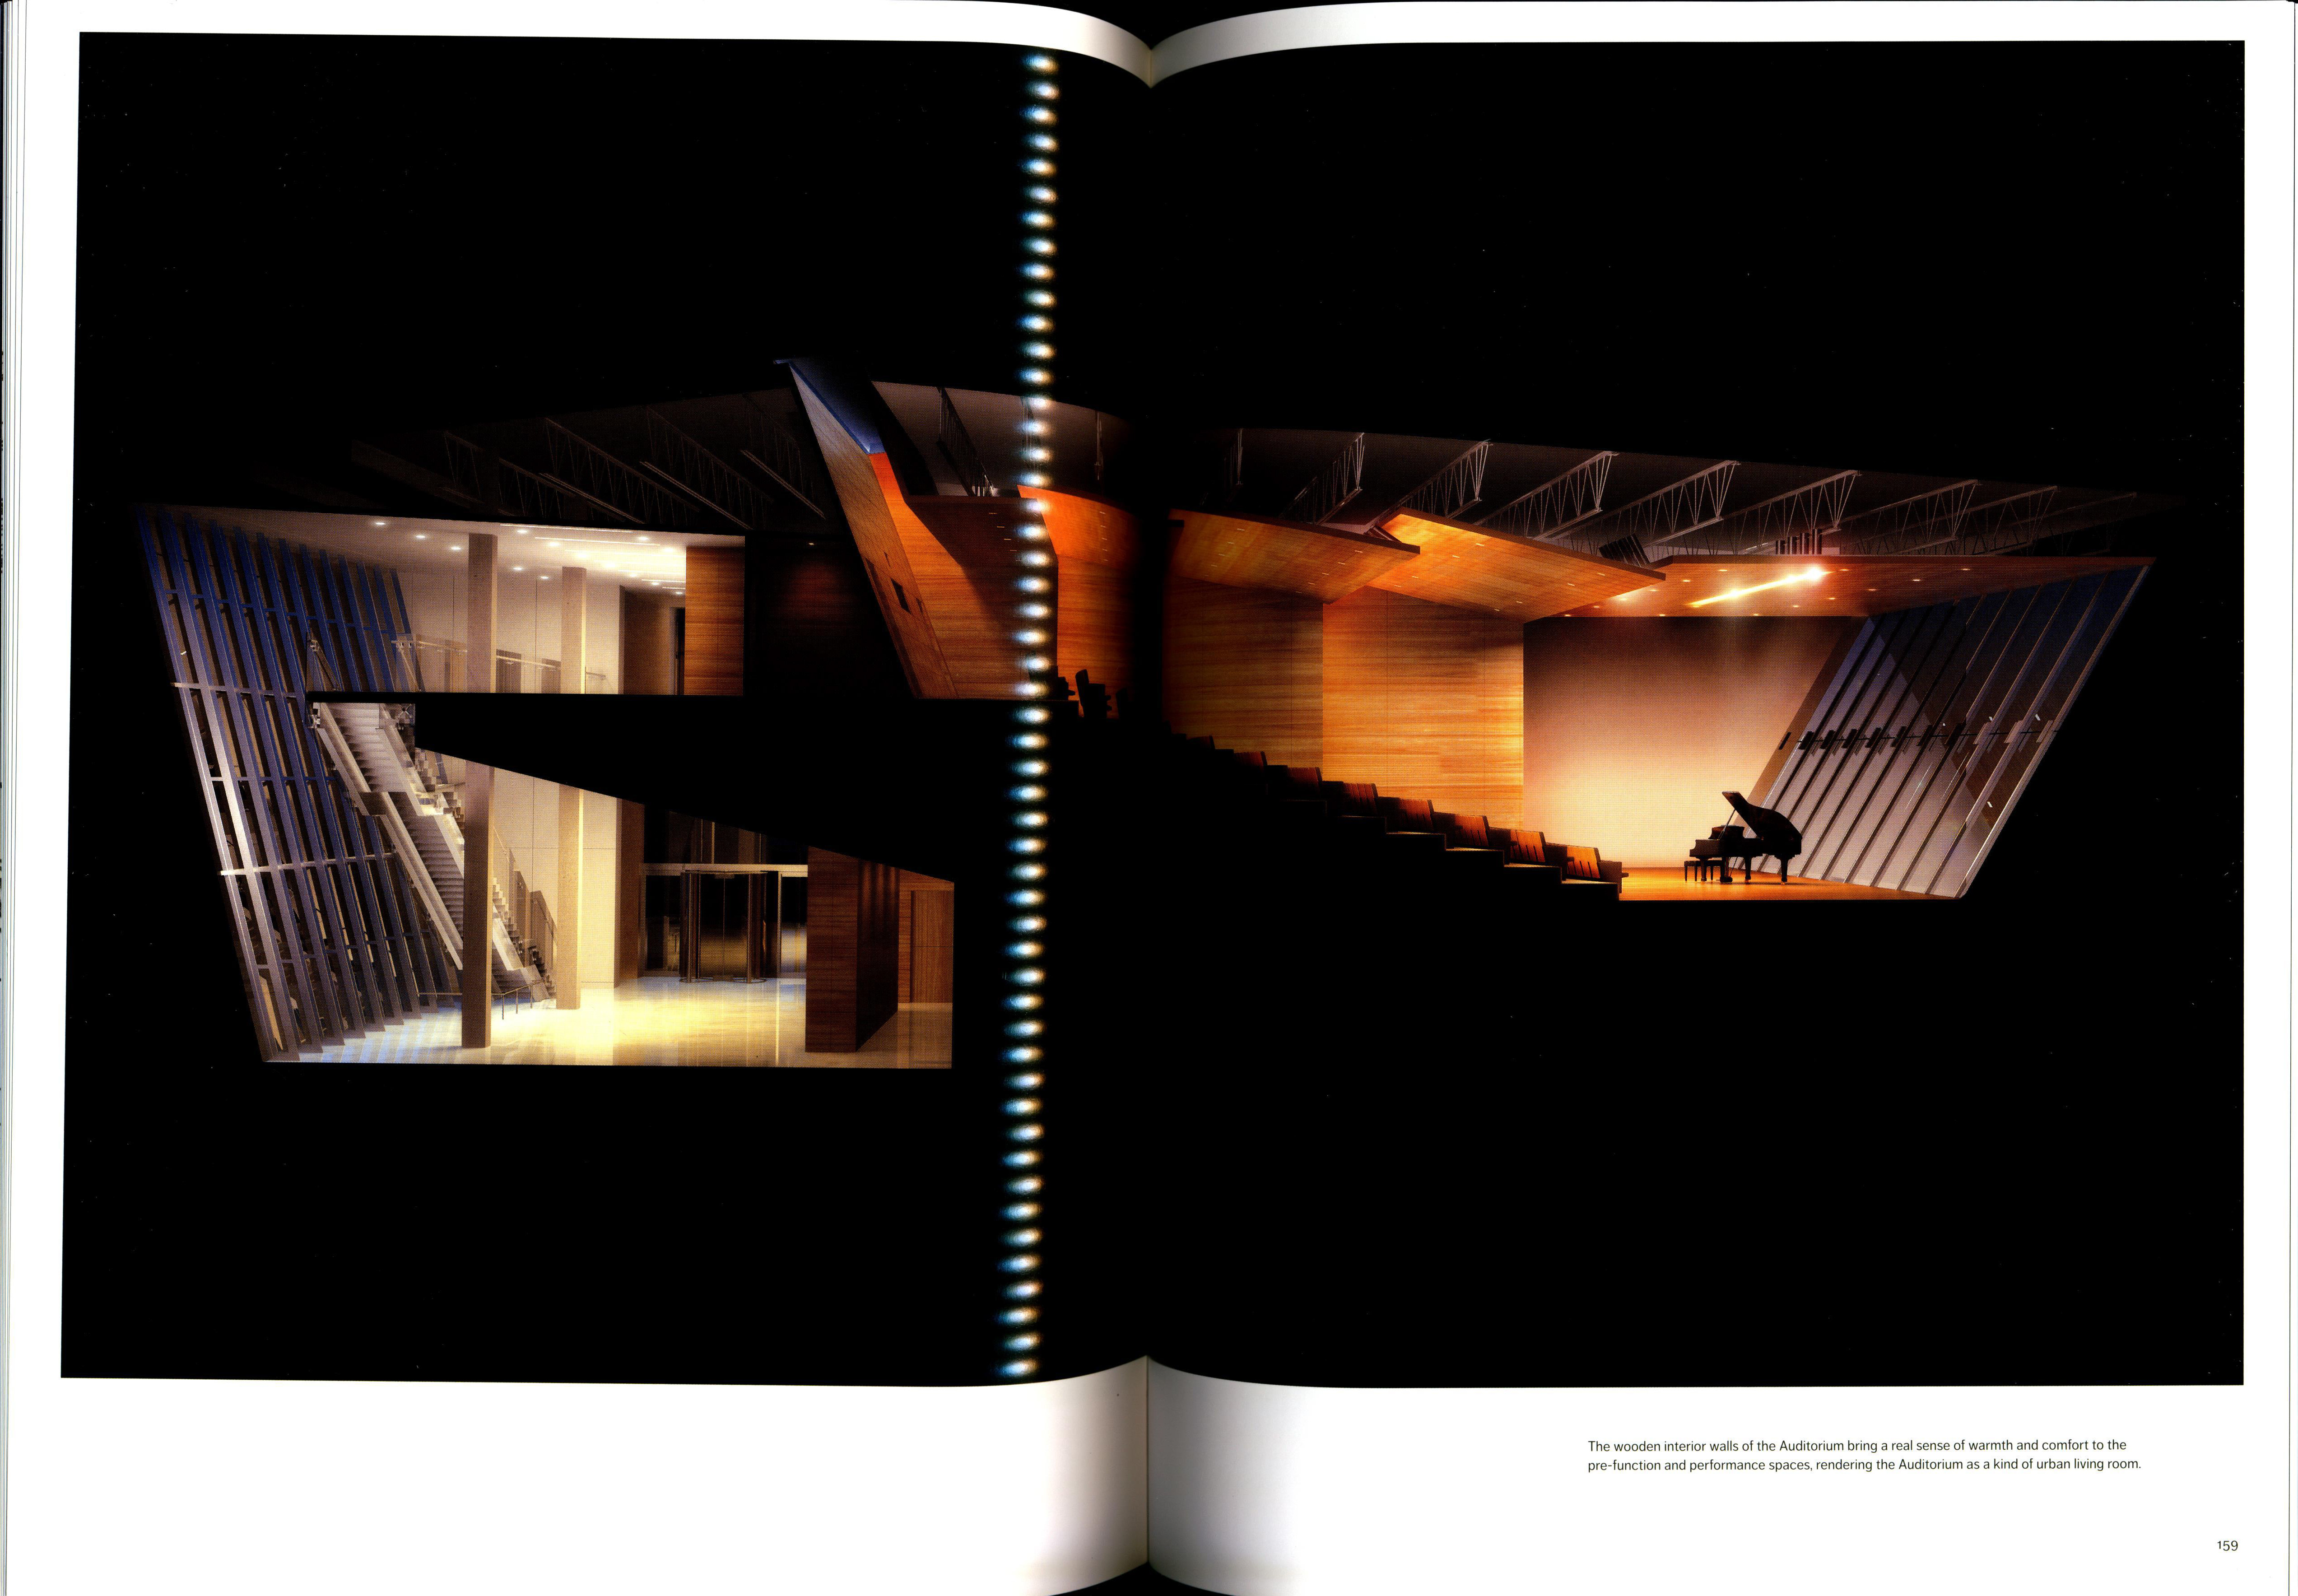 The wooden interior walls of the Auditorium bring a real sense of warmth and comfort to the
pre-function and performance spaces, rendering the Auditorium as a kind of urban living room.
159